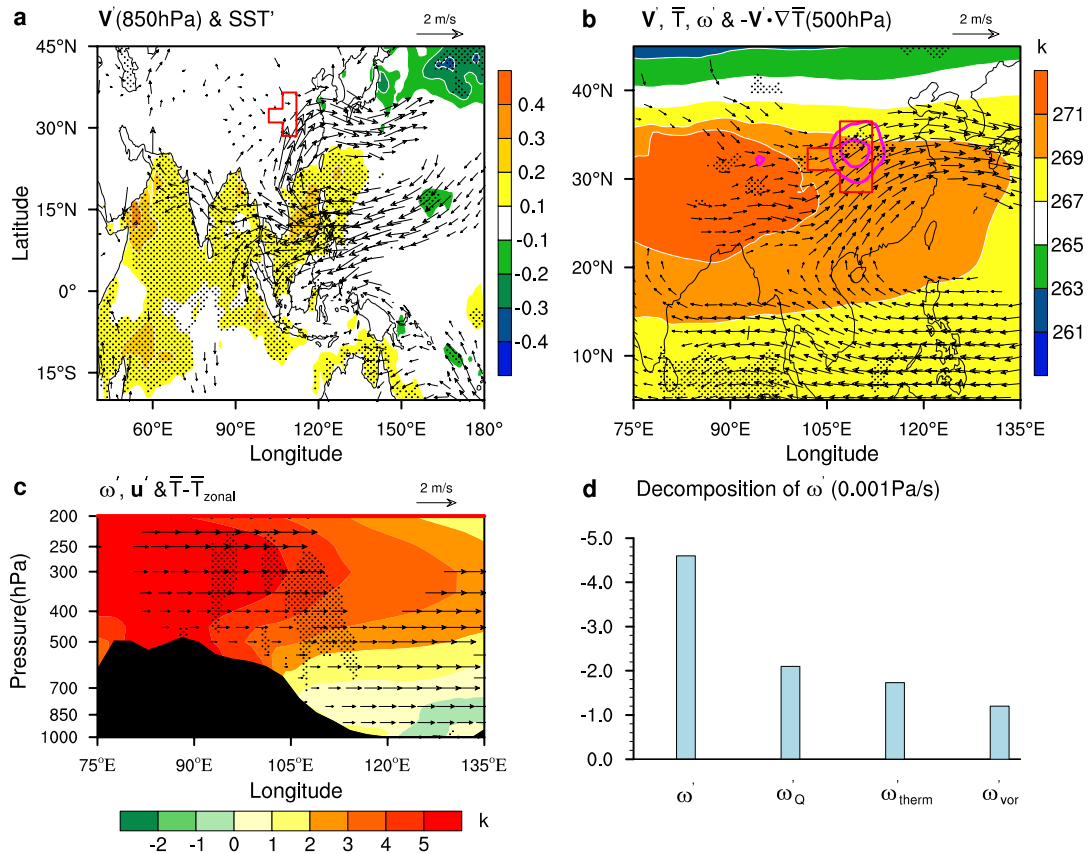 a V'(850hPa) & SST' 2 m/s
45°N
30°N
15°N
0°
15°S
Latitude
60°E 90°E 120°E 150°E 180°
Longitude
0.4
0.3
0.2
0.1
-0.1
-0.2
-0.3
-0.4
b V', T̅, ω' & -V'·∇T̅(500hPa) 2 m/s
k
40°N
30°N
20°N
10°N
75°E 90°E 105°E 120°E 135°E
Longitude
271
269
267
265
263
261
c ω', u' & T̅-T̅zonal 2 m/s
200
250
300
400
500
700
850
1000
Pressure(hPa)
75°E 90°E 105°E 120°E 135°E
Longitude
k
-2 -1 0 1 2 3 4 5
d Decomposition of ω' (0.001Pa/s)
-5.0
-4.0
-3.0
-2.0
-1.0
0.0
ω' ω'Q ω'therm ω'vor